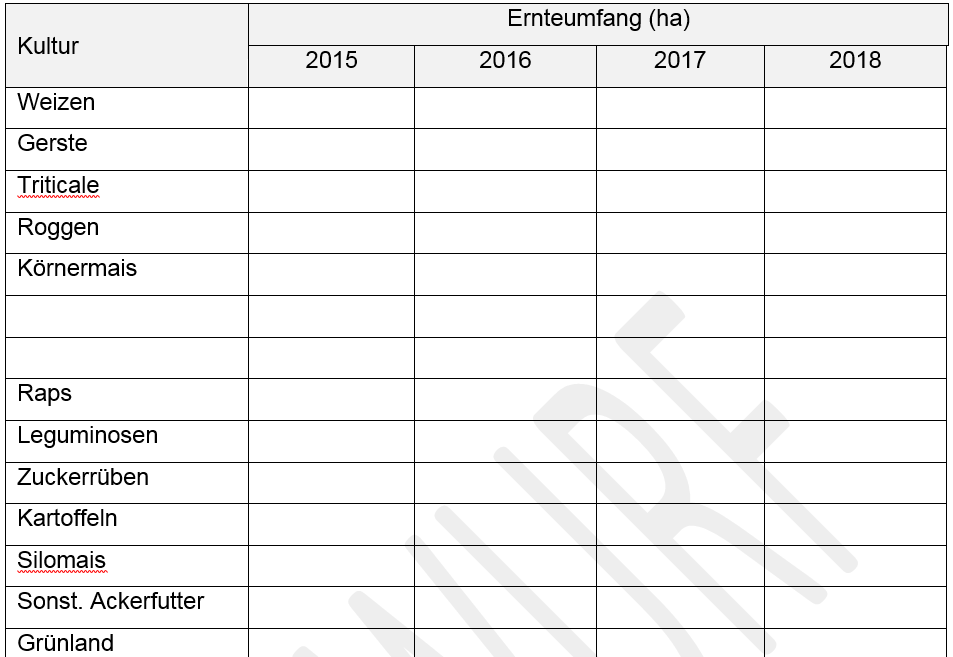 Kultur
Ernteumfang (ha)
2015 2016 2017 2018
Weizen
Gerste
Triticale
Roggen
Körnermais
Raps
Leguminosen
Zuckerrüben
Kartoffeln
Silomais
Sonst. Ackerfutter
Grünland
WURF